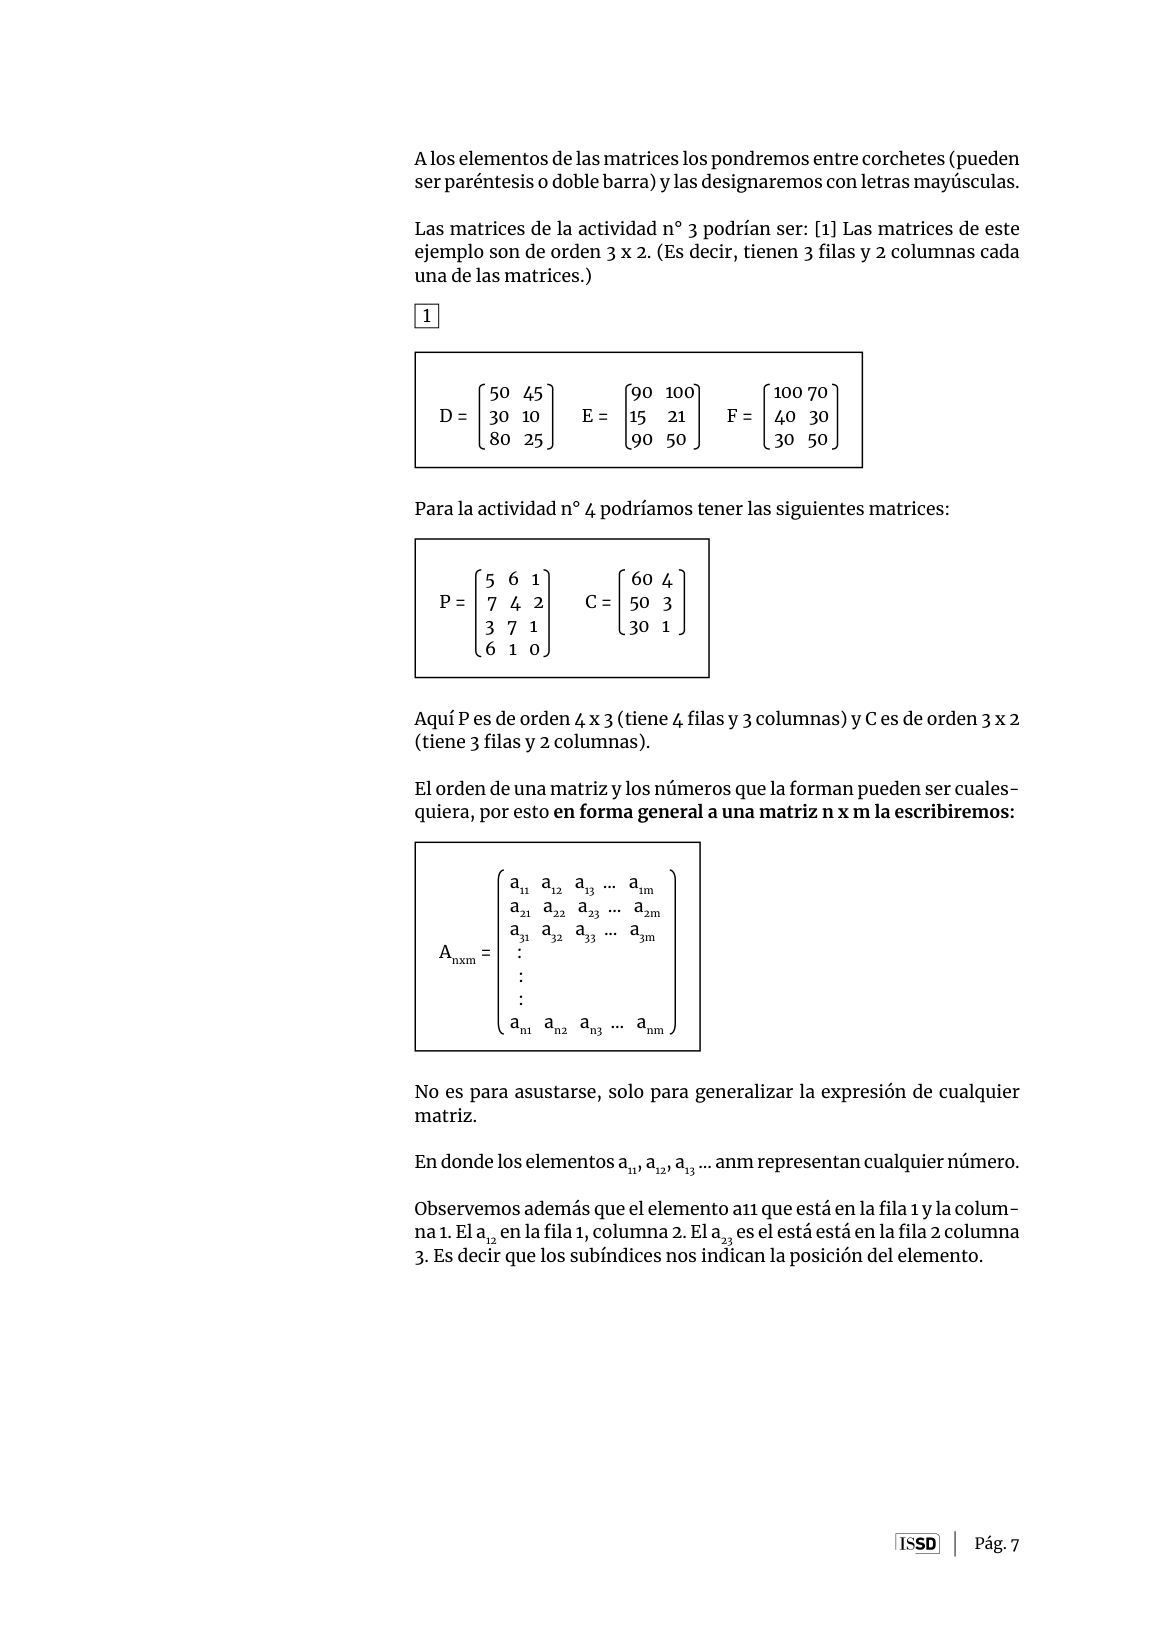 A los elementos de las matrices los pondremos entre corchetes (pueden
ser paréntesis o doble barra) y las designaremos con letras mayúsculas.
Las matrices de la actividad n° 3 podrían ser: [1] Las matrices de este
ejemplo son de orden 3 x 2. (Es decir, tienen 3 filas y 2 columnas cada
una de las matrices.)
1
50 45 90 100 100 70
D = 30 10 E = 15 21 F = 40 30
80 25 90 50 30 50
Para la actividad n° 4 podríamos tener las siguientes matrices:
5 6 1 60 4
P = 7 4 2 C = 50 3
3 7 1 30 1
6 1 0
Aquí P es de orden 4 x 3 (tiene 4 filas y 3 columnas) y C es de orden 3 x 2
(tiene 3 filas y 2 columnas).
El orden de una matriz y los números que la forman pueden ser cuales-
quiera, por esto en forma general a una matriz n x m la escribiremos:
a11 a12 a13 ... a1m
a21 a22 a23 ... a2m
a31 a32 a33 ... a3m
Anxm = :
:
:
an1 an2 an3 ... anm
No es para asustarse, solo para generalizar la expresión de cualquier
matriz.
En donde los elementos a11, a12, a13 ... anm representan cualquier número.
Observemos además que el elemento a11 que está en la fila 1 y la colum-
na 1. El a12 en la fila 1, columna 2. El a23 es el está está en la fila 2 columna
3. Es decir que los subíndices nos indican la posición del elemento.
ISSD Pág. 7